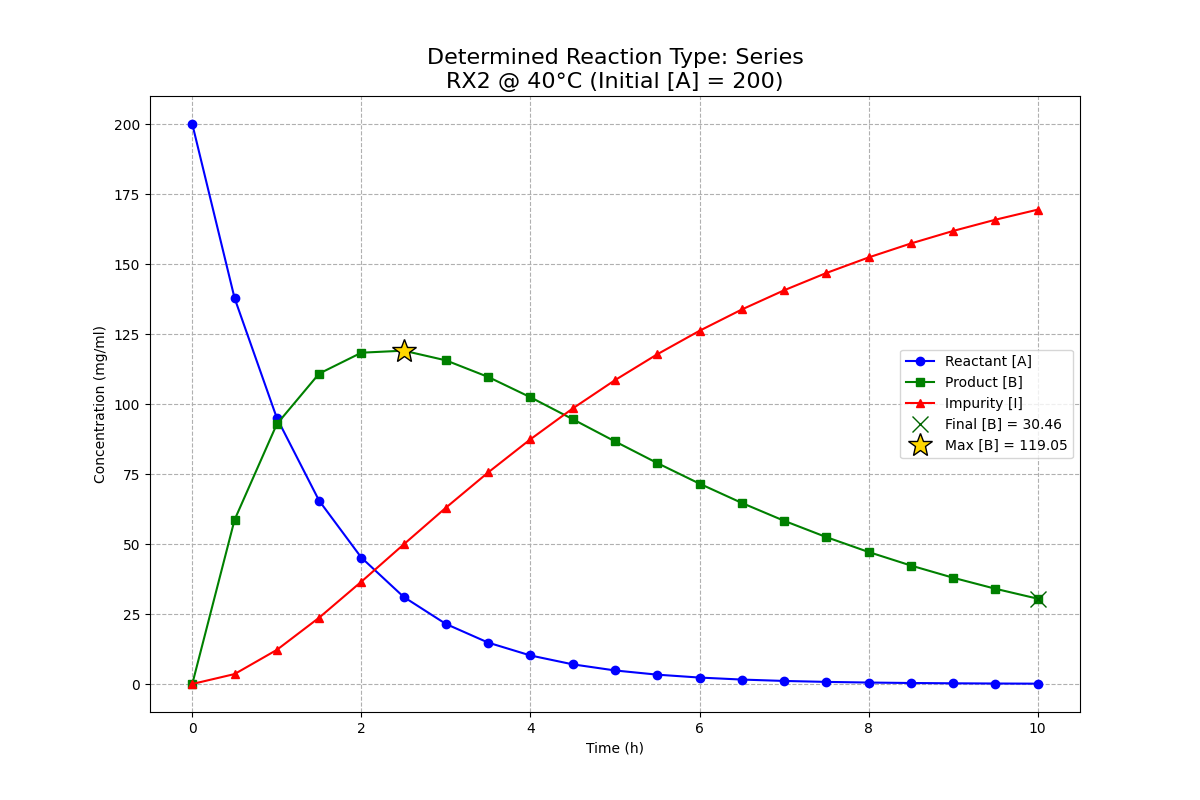 Determined Reaction Type: Series
RX2 @ 40°C (Initial [A] = 200)
Concentration (mg/ml)
200
175
150
125
100
75
50
25
0
Reactant [A]
Product [B]
Impurity [I]
Final [B] = 30.46
Max [B] = 119.05
0 2 4 6 8 10
Time (h)